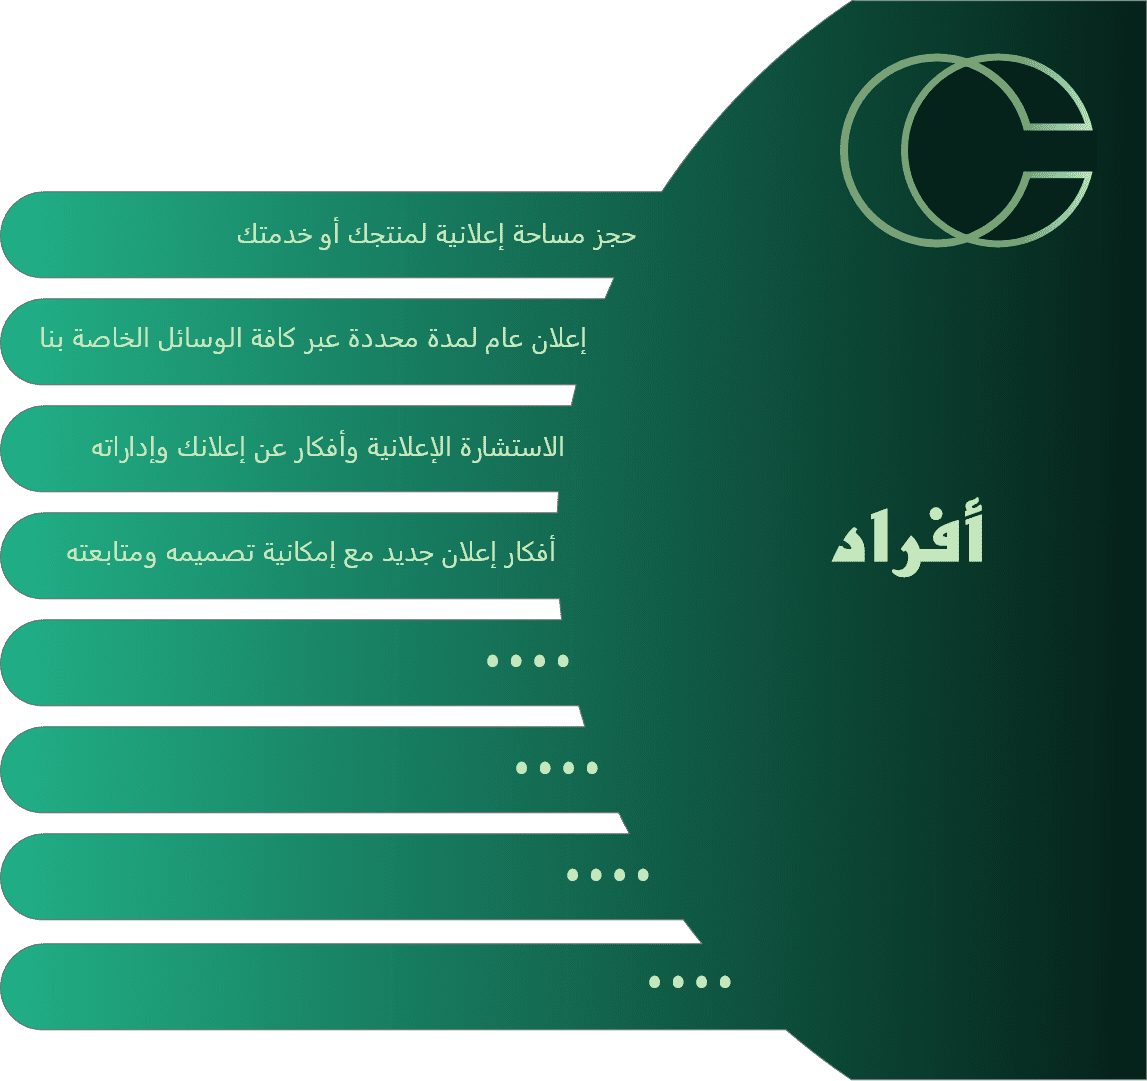 حجز مساحة إعلانية لمنتجك أو خدمتك
إعلان عام لمدة محددة عبر كافة الوسائل الخاصة بنا
الاستشارة الإعلانية وأفكار عن إعلانك وإداراته
أفكار إعلان جديد مع إمكانية تصميمه ومتابعته
....
....
....
....
أفراد